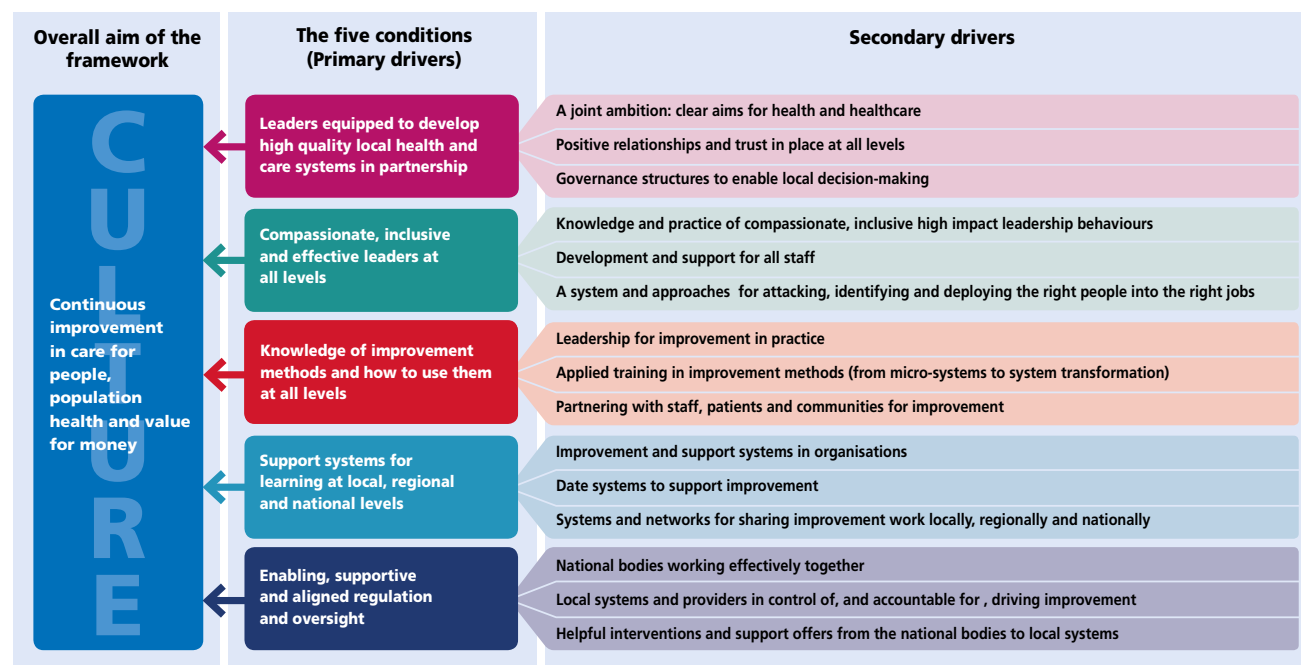 Overall aim of the
framework
The five conditions
(Primary drivers)
Secondary drivers
CULTURE
Continuous
improvement
in care for
people,
population
health and value
for money
Leaders equipped to develop
high quality local health and
care systems in partnership
A joint ambition: clear aims for health and healthcare
Positive relationships and trust in place at all levels
Governance structures to enable local decision-making
Compassionate, inclusive
and effective leaders at
all levels
Knowledge and practice of compassionate, inclusive high impact leadership behaviours
Development and support for all staff
A system and approaches  for attacking, identifying and deploying the right people into the right jobs
Knowledge of improvement
methods and how to use them
at all levels
Leadership for improvement in practice
Applied training in improvement methods (from micro-systems to system transformation)
Partnering with staff, patients and communities for improvement
Support systems for
learning at local, regional
and national levels
Improvement and support systems in organisations
Date systems to support improvement
Systems and networks for sharing improvement work locally, regionally and nationally
Enabling, supportive
and aligned regulation
and oversight
National bodies working effectively together
Local systems and providers in control of, and accountable for , driving improvement
Helpful interventions and support offers from the national bodies to local systems